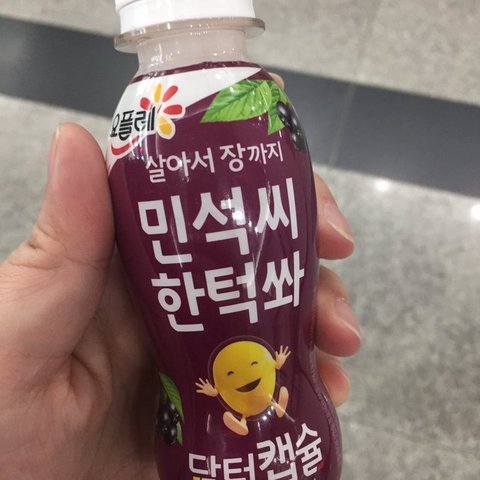 요플레
살아서 장까지
민석씨
한턱쏴
닥터캡슐